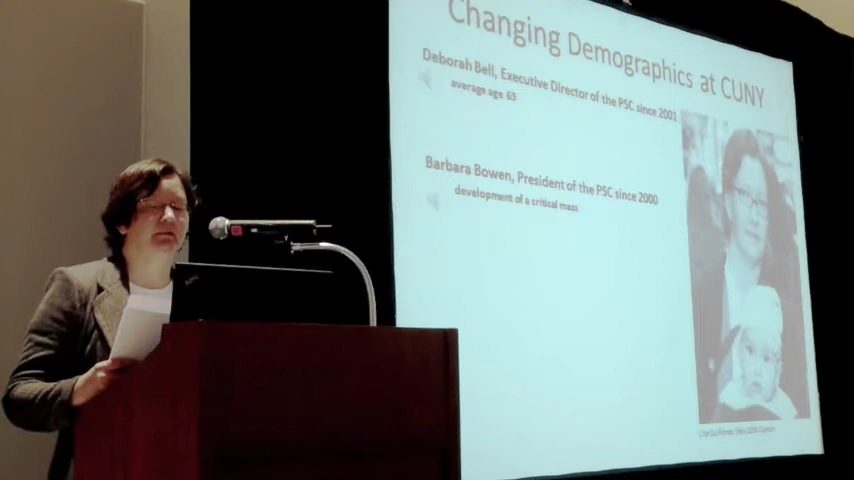 Changing Demographics at CUNY
Deborah Bell, Executive Director of the PSC since 2001
average age 65
Barbara Bowen, President of the PSC since 2000
development of a critical mass